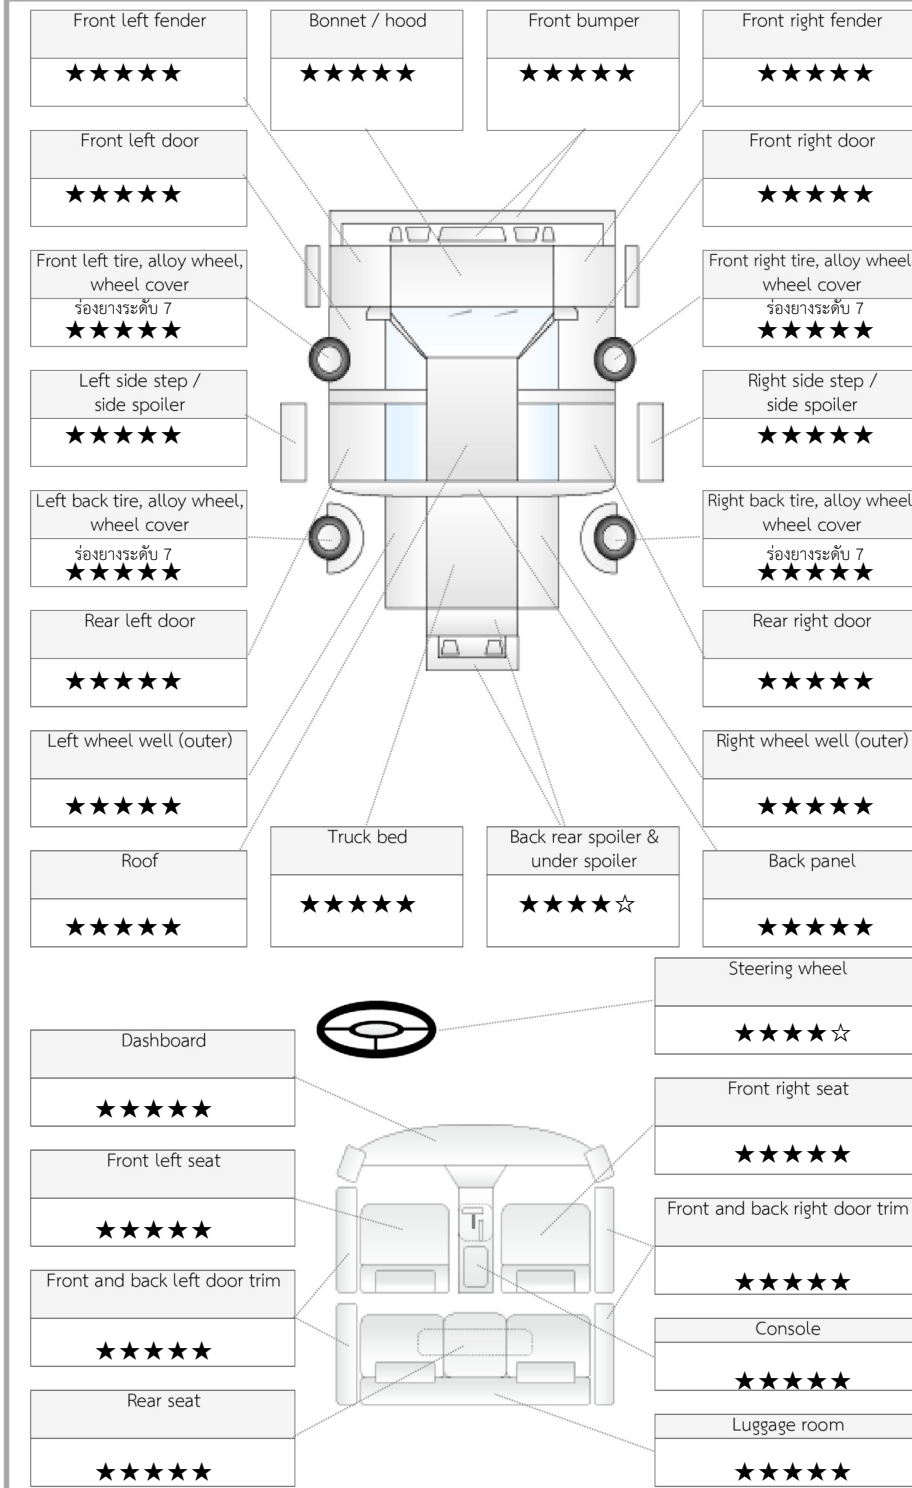 Front left fender
★★★★★
Bonnet / hood
★★★★★
Front bumper
★★★★★
Front right fender
★★★★★
Front left door
★★★★★
Front right door
★★★★★
Front left tire, alloy wheel,
wheel cover
ร่องยางระดับ 7
★★★★★
Front right tire, alloy wheel
wheel cover
ร่องยางระดับ 7
★★★★★
Left side step /
side spoiler
★★★★★
Right side step /
side spoiler
★★★★★
Left back tire, alloy wheel,
wheel cover
ร่องยางระดับ 7
★★★★★
Right back tire, alloy wheel
wheel cover
ร่องยางระดับ 7
★★★★★
Rear left door
★★★★★
Rear right door
★★★★★
Left wheel well (outer)
★★★★★
Right wheel well (outer)
★★★★★
Roof
★★★★★
Truck bed
★★★★★
Back rear spoiler &
under spoiler
★★★★☆
Back panel
★★★★★
Steering wheel
★★★★☆
Dashboard
★★★★★
Front right seat
★★★★★
Front left seat
★★★★★
Front and back right door trim
★★★★★
Front and back left door trim
★★★★★
Console
★★★★★
Rear seat
★★★★★
Luggage room
★★★★★